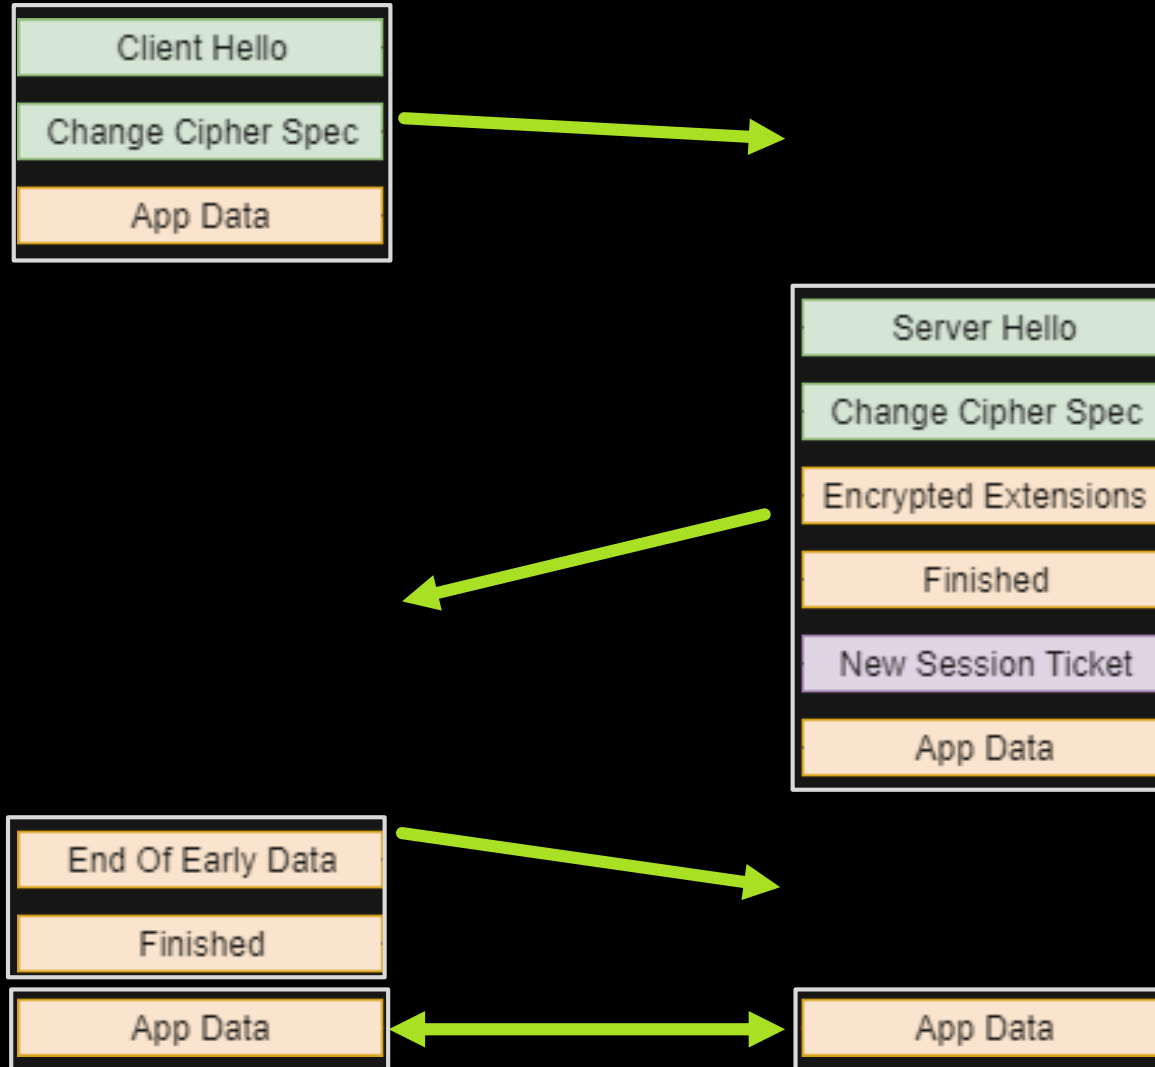 Client Hello
Change Cipher Spec
App Data
Server Hello
Change Cipher Spec
Encrypted Extensions
Finished
New Session Ticket
App Data
End Of Early Data
Finished
App Data
App Data